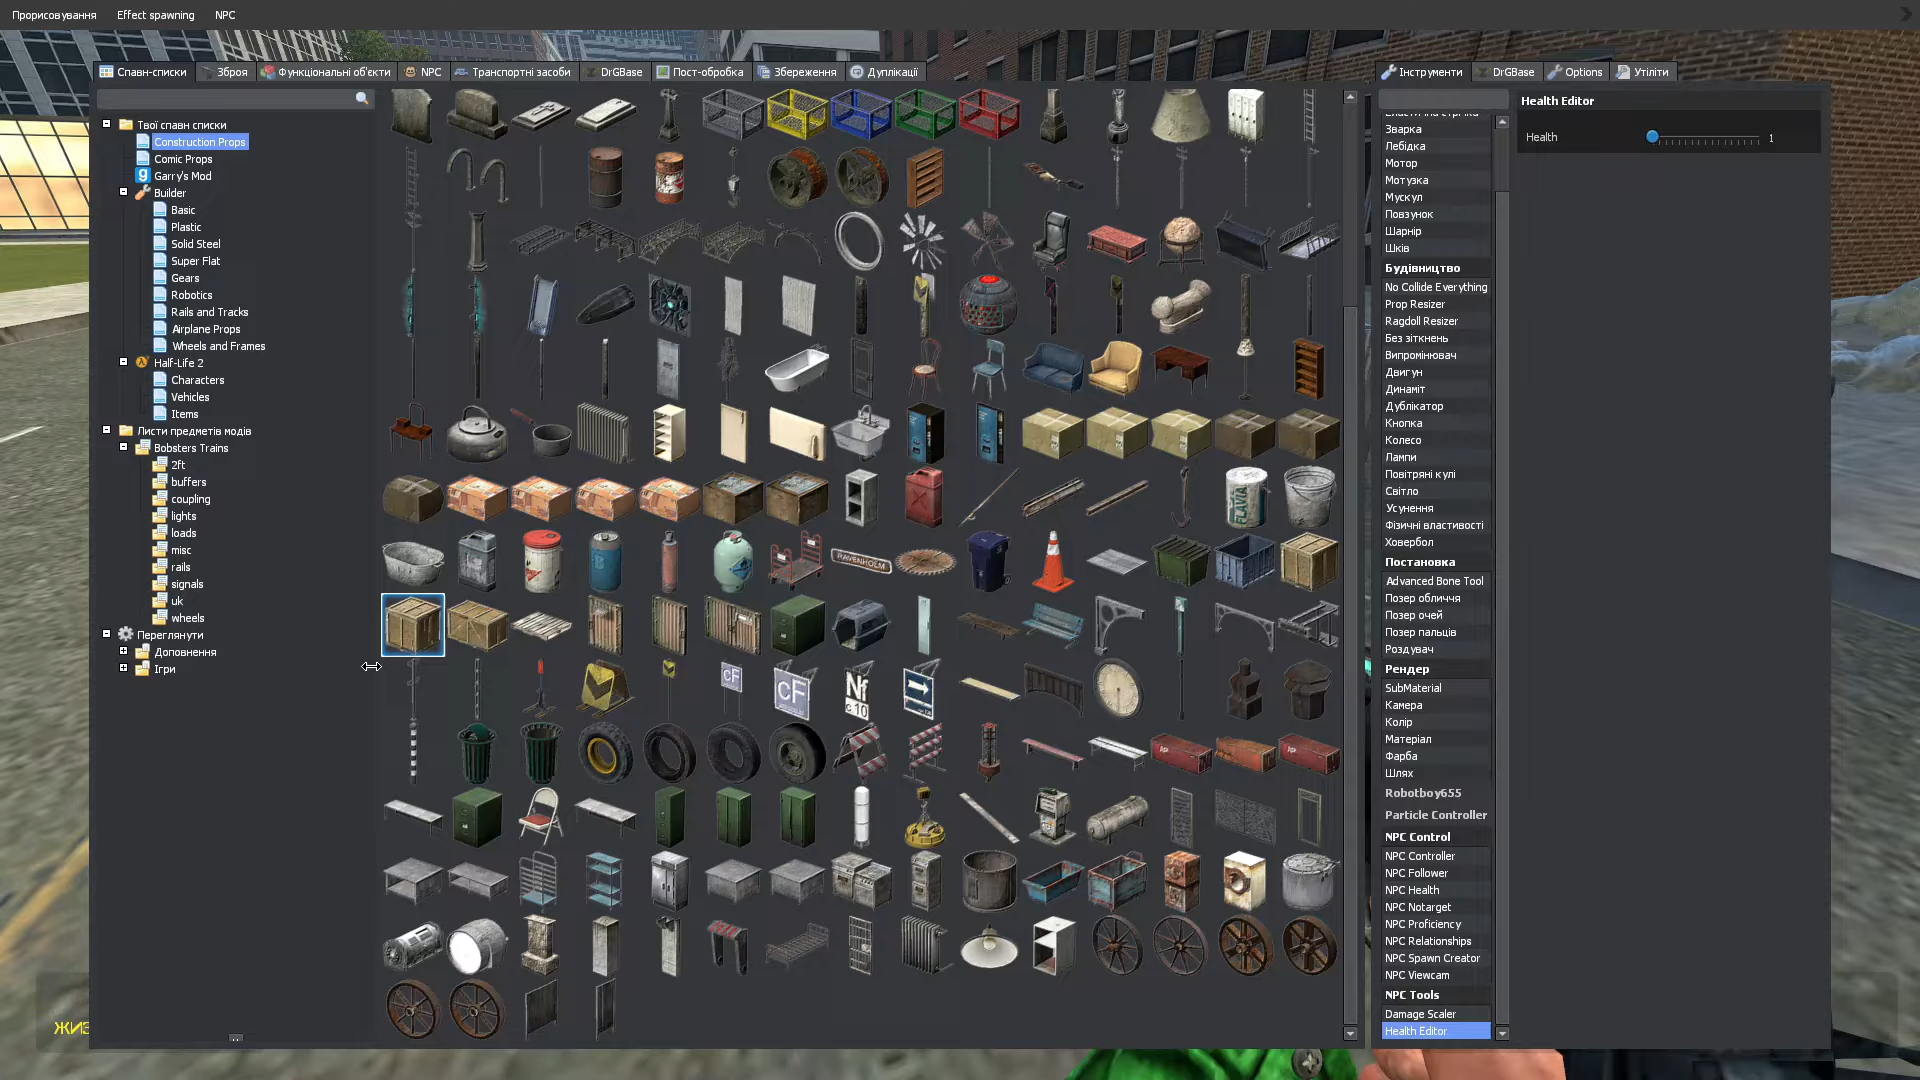 Прорисовування Effect spawning NPC
Спавн-списки Зброя Функціональні об'єкти NPC Транспортні засоби DrGBase Пост-обробка Збереження Дуплікації
Інструменти DrGBase Options Утиліти
Твої спавн списки
Construction Props
Comic Props
Garry's Mod
Builder
Basic
Plastic
Solid Steel
Super Flat
Gears
Robotics
Rails and Tracks
Airplane Props
Wheels and Frames
Half-Life 2
Characters
Vehicles
Items
Листи предметів модів
Bobsters Trains
2ft
buffers
coupling
lights
loads
misc
rails
signals
uk
wheels
Переглянути
Доповнення
Ігри
RAVENHOLM
FLAVIA
CF
CF
Nf
c 10
Зварка
Лебідка
Мотор
Мотузка
Мускул
Повзунок
Шарнір
Шків
Будівництво
No Collide Everything
Prop Resizer
Ragdoll Resizer
Без зіткнень
Випромінювач
Двигун
Динаміт
Дублікатор
Кнопка
Колесо
Лампи
Повітряні кулі
Світло
Усунення
Фізичні властивості
Ховербол
Постановка
Advanced Bone Tool
Позер обличчя
Позер очей
Позер пальців
Роздувач
Рендер
SubMaterial
Камера
Колір
Матеріал
Фарба
Шлях
Robotboy655
Particle Controller
NPC Control
NPC Controller
NPC Follower
NPC Health
NPC Notarget
NPC Proficiency
NPC Relationships
NPC Spawn Creator
NPC Viewcam
NPC Tools
Damage Scaler
Health Editor
Health Editor
Health 1